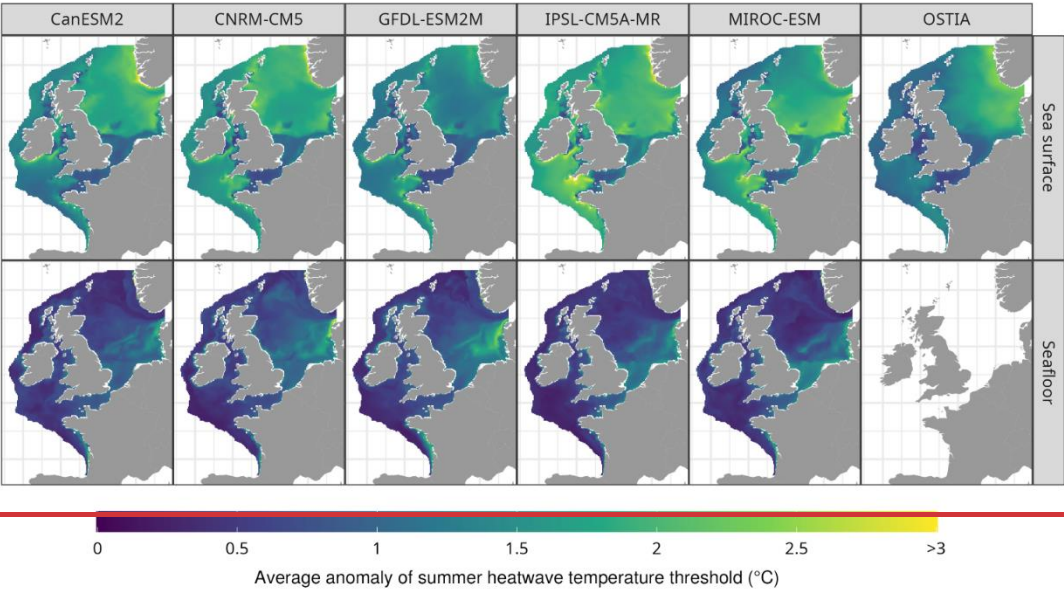 CanESM2 CNRM-CM5 GFDL-ESM2M IPSL-CM5A-MR MIROC-ESM OSTIA
Sea surface
Seafloor
0 0.5 1 1.5 2 2.5 >3
Average anomaly of summer heatwave temperature threshold (°C)